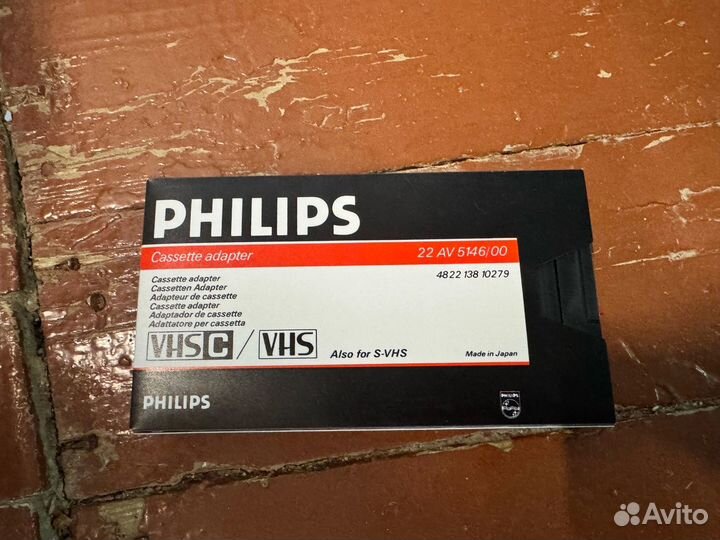 PHILIPS
Cassette adapter 22 AV 5146/00
Cassette adapter 4822 138 10279
Cassetten Adapter
Adapteur de cassette
Cassette adapter
Adaptador de cassette
Adattatore per cassetta
VHS C / VHS Also for S-VHS Made in Japan
PHILIPS PHILIPS
Avito